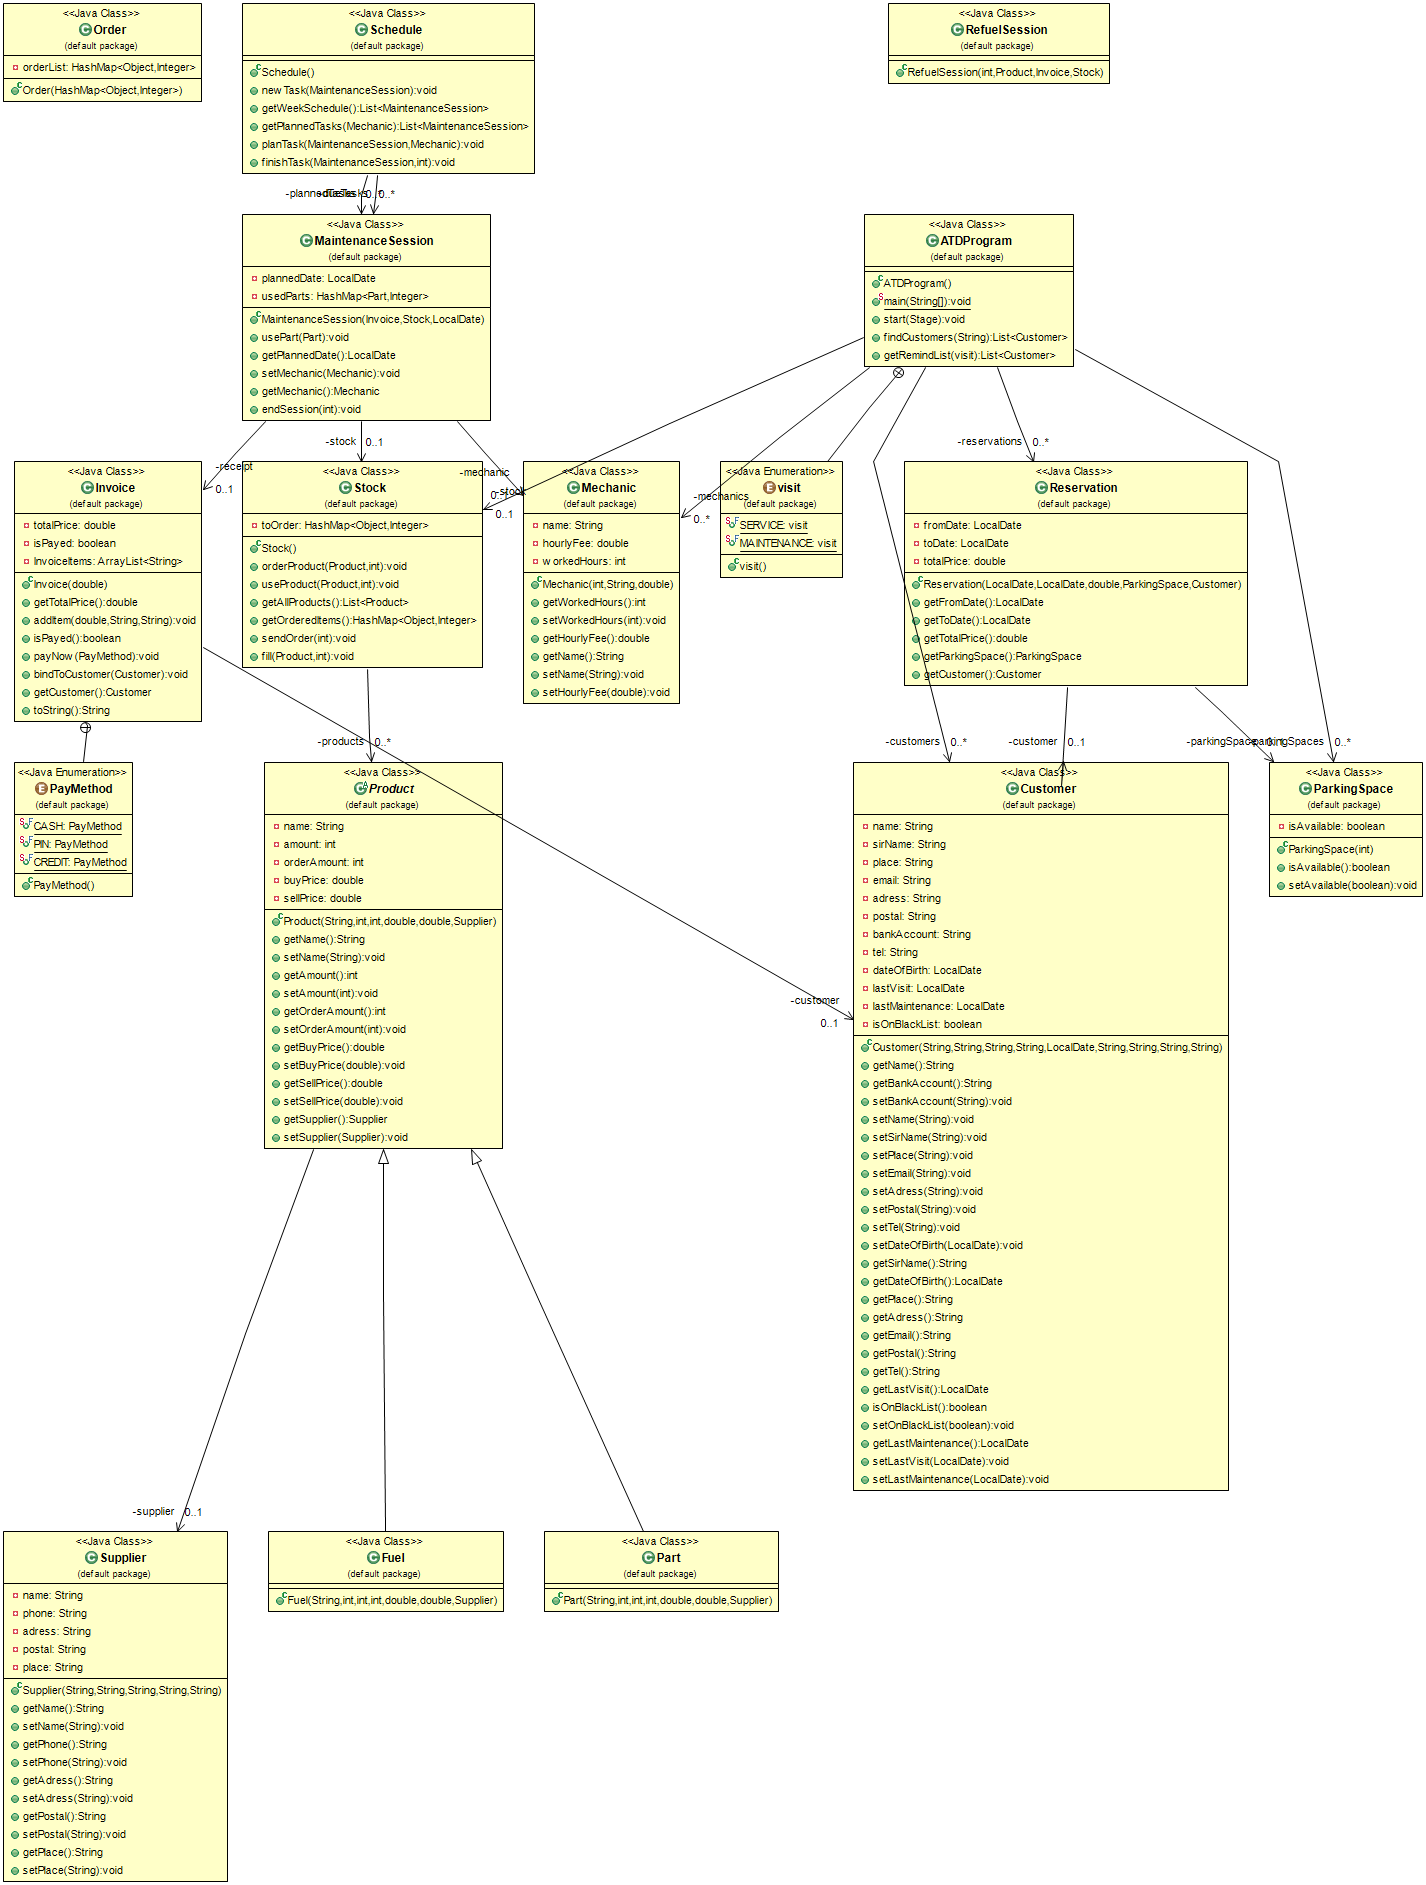 <<Java Class>>
Order
(default package)
orderList: HashMap<Object,Integer>
Order(HashMap<Object,Integer>)
<<Java Class>>
Schedule
(default package)
Schedule()
newTask(MaintenanceSession):void
getWeekSchedule():List<MaintenanceSession>
getPlannedTasks(Mechanic):List<MaintenanceSession>
planTask(MaintenanceSession,Mechanic):void
finishTask(MaintenanceSession,int):void
<<Java Class>>
RefuelSession
(default package)
RefuelSession(int,Product,Invoice,Stock)
0..*
<<Java Class>>
MaintenanceSession
(default package)
plannedDate: LocalDate
usedParts: HashMap<Part,Integer>
MaintenanceSession(Invoice,Stock,LocalDate)
usePart(Part):void
getPlannedDate():LocalDate
setMechanic(Mechanic):void
getMechanic():Mechanic
endSession(int):void
<<Java Class>>
ATDProgram
(default package)
ATDProgram()
main(String[]):void
start(Stage):void
findCustomers(String):List<Customer>
getRemindList(visit):List<Customer>
-receipt
0..1
-stock
0..1
-mechanic
-stock
0..1
-mechanics
0..*
-reservations
0..*
<<Java Class>>
Invoice
(default package)
totalPrice: double
isPayed: boolean
InvoiceItems: ArrayList<String>
Invoice(double)
getTotalPrice():double
addItem(double,String,String):void
isPayed():boolean
payNow(PayMethod):void
bindToCustomer(Customer):void
getCustomer():Customer
toString():String
<<Java Class>>
Stock
(default package)
toOrder: HashMap<Object,Integer>
Stock()
orderProduct(Product,int):void
useProduct(Product,int):void
getAllProducts():List<Product>
getOrderedItems():HashMap<Object,Integer>
sendOrder(int):void
fill(Product,int):void
<<Java Class>>
Mechanic
(default package)
name: String
hourlyFee: double
workedHours: int
Mechanic(int,String,double)
getWorkedHours():int
setWorkedHours(int):void
getHourlyFee():double
getName():String
setName(String):void
setHourlyFee(double):void
<<Java Enumeration>>
visit
(default package)
SERVICE: visit
MAINTENANCE: visit
visit()
<<Java Class>>
Reservation
(default package)
fromDate: LocalDate
toDate: LocalDate
totalPrice: double
Reservation(LocalDate,LocalDate,double,ParkingSpace,Customer)
getFromDate():LocalDate
getToDate():LocalDate
getTotalPrice():double
getParkingSpace():ParkingSpace
getCustomer():Customer
-products
0..*
-customers
0..*
-customer
0..1
-parkingSpace
0..*
<<Java Enumeration>>
PayMethod
(default package)
CASH: PayMethod
PIN: PayMethod
CREDIT: PayMethod
PayMethod()
<<Java Class>>
Product
(default package)
name: String
amount: int
orderAmount: int
buyPrice: double
sellPrice: double
Product(String,int,int,double,double,Supplier)
getName():String
setName(String):void
getAmount():int
setAmount(int):void
getOrderAmount():int
setOrderAmount(int):void
getBuyPrice():double
setBuyPrice(double):void
getSellPrice():double
setSellPrice(double):void
getSupplier():Supplier
setSupplier(Supplier):void
-customer
0..1
<<Java Class>>
Customer
(default package)
name: String
sirName: String
place: String
email: String
adress: String
postal: String
bankAccount: String
tel: String
dateOfBirth: LocalDate
lastVisit: LocalDate
lastMaintenance: LocalDate
isOnBlackList: boolean
Customer(String,String,String,String,LocalDate,String,String,String,String)
getName():String
getBankAccount():String
setBankAccount(String):void
setName(String):void
setSirName(String):void
setPlace(String):void
setEmail(String):void
setAdress(String):void
setPostal(String):void
setTel(String):void
setDateOfBirth(LocalDate):void
getSirName():String
getDateOfBirth():LocalDate
getPlace():String
getAdress():String
getEmail():String
getPostal():String
getTel():String
getLastVisit():LocalDate
isOnBlackList():boolean
setOnBlackList(boolean):void
getLastMaintenance():LocalDate
setLastVisit(LocalDate):void
setLastMaintenance(LocalDate):void
<<Java Class>>
ParkingSpace
(default package)
isAvailable: boolean
ParkingSpace(int)
isAvailable():boolean
setAvailable(boolean):void
-supplier
0..1
<<Java Class>>
Supplier
(default package)
name: String
phone: String
adress: String
postal: String
place: String
Supplier(String,String,String,String,String)
getName():String
setName(String):void
getPhone():String
setPhone(String):void
getAdress():String
setAdress(String):void
getPostal():String
setPostal(String):void
getPlace():String
setPlace(String):void
<<Java Class>>
Fuel
(default package)
Fuel(String,int,int,int,double,double,Supplier)
<<Java Class>>
Part
(default package)
Part(String,int,int,int,double,double,Supplier)